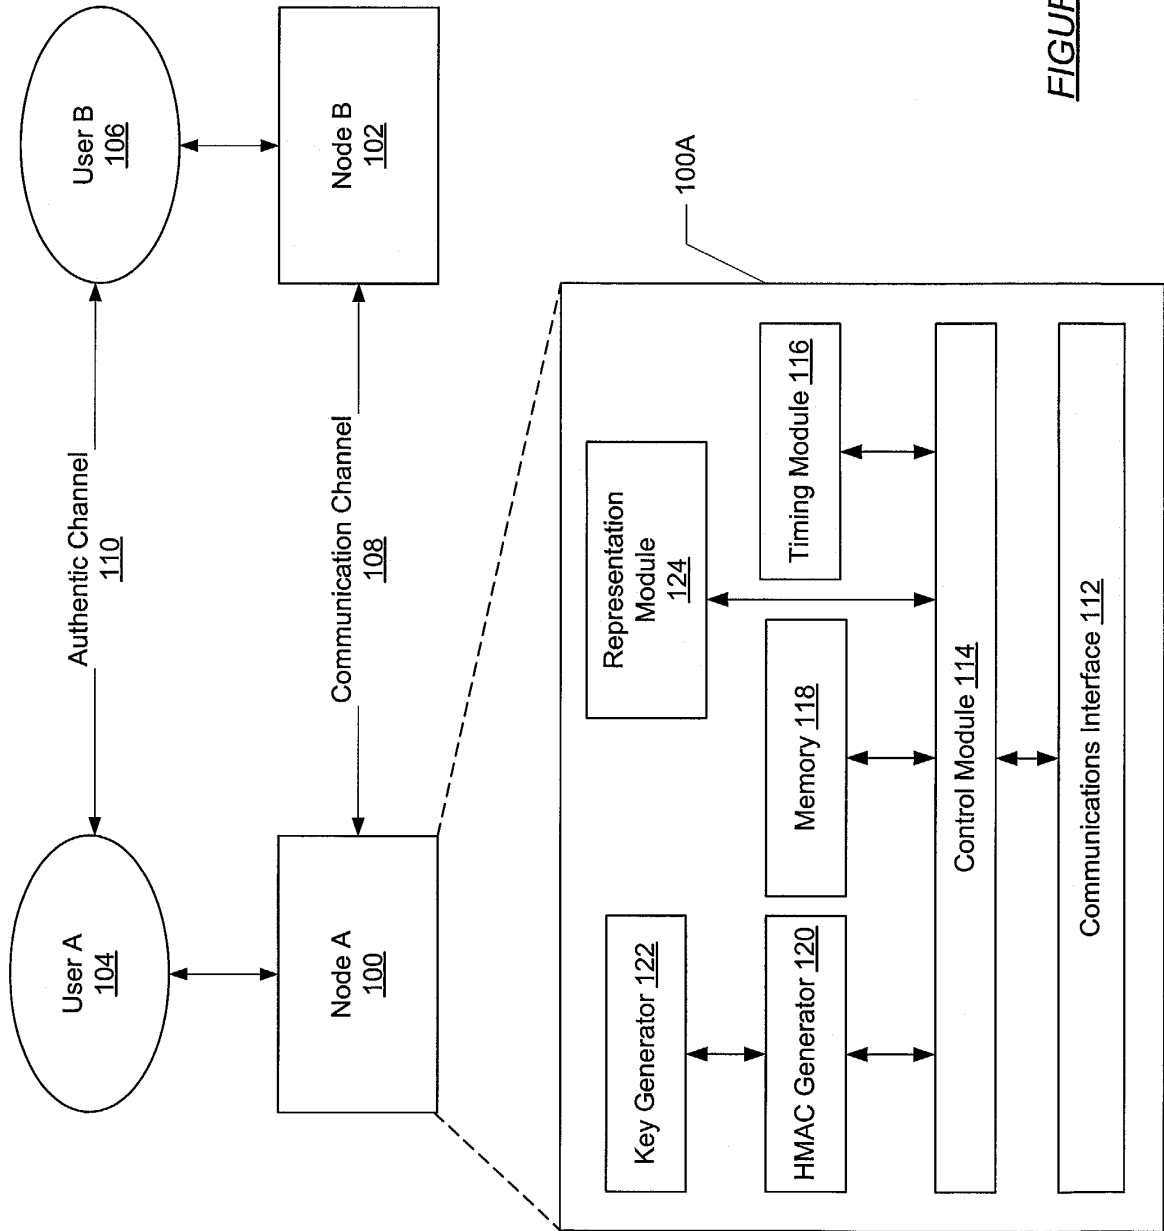 User A
104
Authentic Channel
110
User B
106
Node A
100
Communication Channel
108
Node B
102
100A
Representation
Module
124
Key Generator 122
HMAC Generator 120
Memory 118
Timing Module 116
Control Module 114
Communications Interface 112